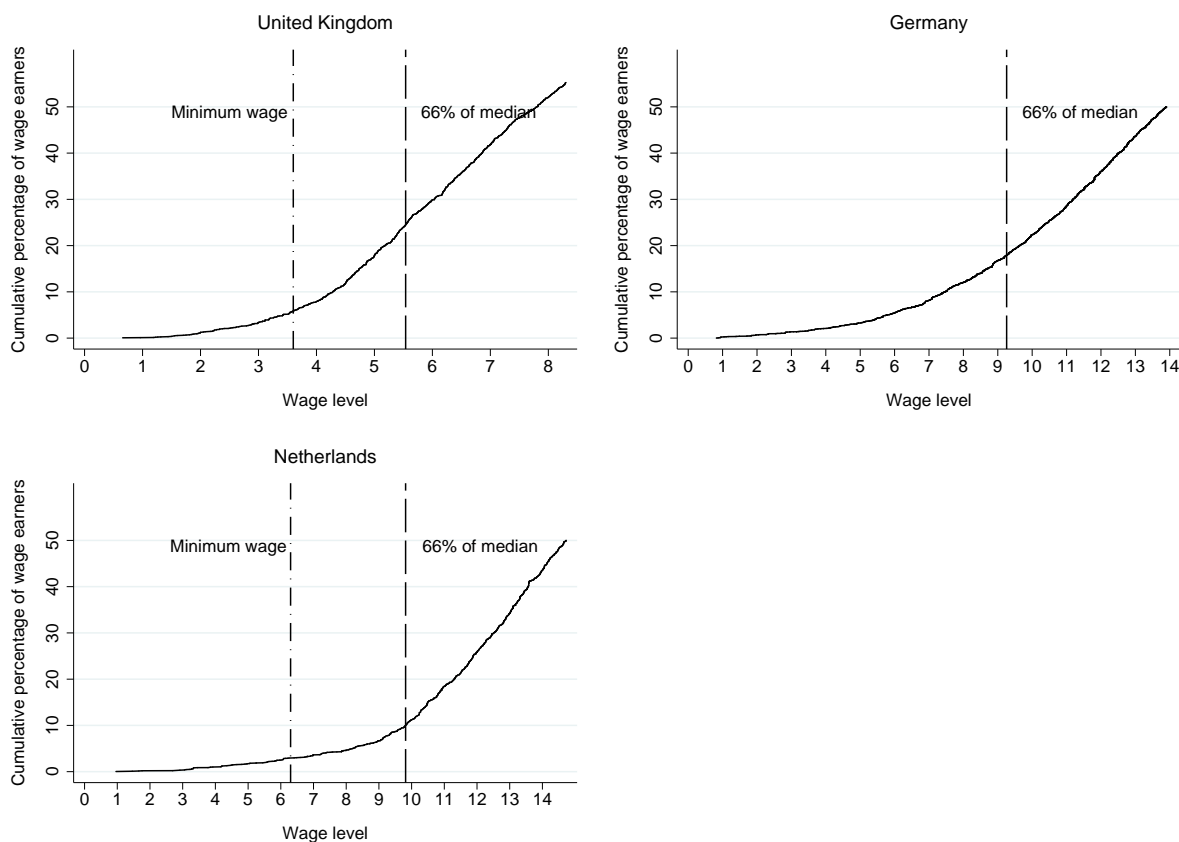 United Kingdom
Cumulative percentage of wage earners
50
40
30
20
10
0
Minimum wage
66% of median
0 1 2 3 4 5 6 7 8
Wage level
Germany
Cumulative percentage of wage earners
50
40
30
20
10
0
66% of median
0 1 2 3 4 5 6 7 8 9 10 11 12 13 14
Wage level
Netherlands
Cumulative percentage of wage earners
50
40
30
20
10
0
Minimum wage
66% of median
0 1 2 3 4 5 6 7 8 9 10 11 12 13 14
Wage level